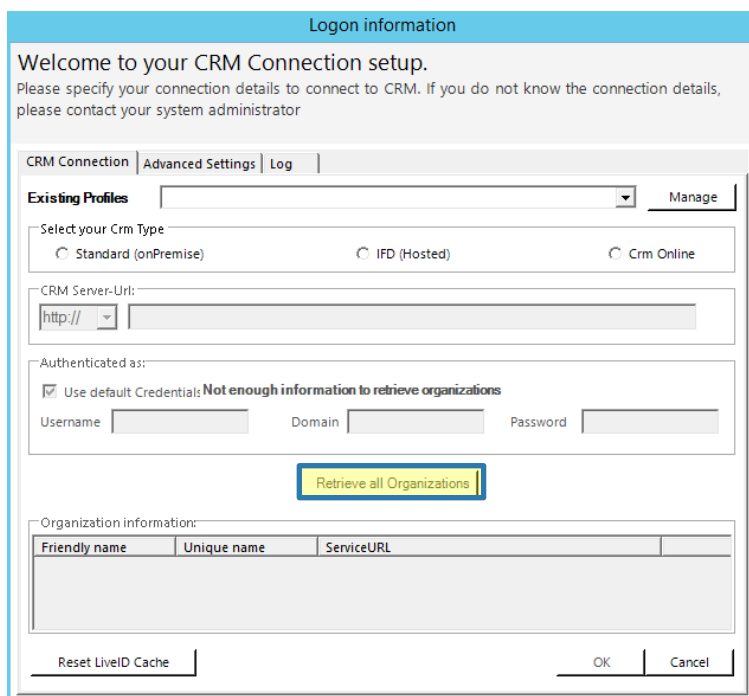 Logon information
Welcome to your CRM Connection setup.
Please specify your connection details to connect to CRM. If you do not know the connection details,
please contact your system administrator
CRM Connection Advanced Settings Log
Existing Profiles Manage
Select your Crm Type
Standard (onPremise) IFD (Hosted) Crm Online
CRM Server-Url:
http://
Authenticated as:
Use default Credentials Not enough information to retrieve organizations
Username Domain Password
Retrieve all Organizations
Organization information:
Friendly name Unique name ServiceURL
Reset LiveID Cache OK Cancel